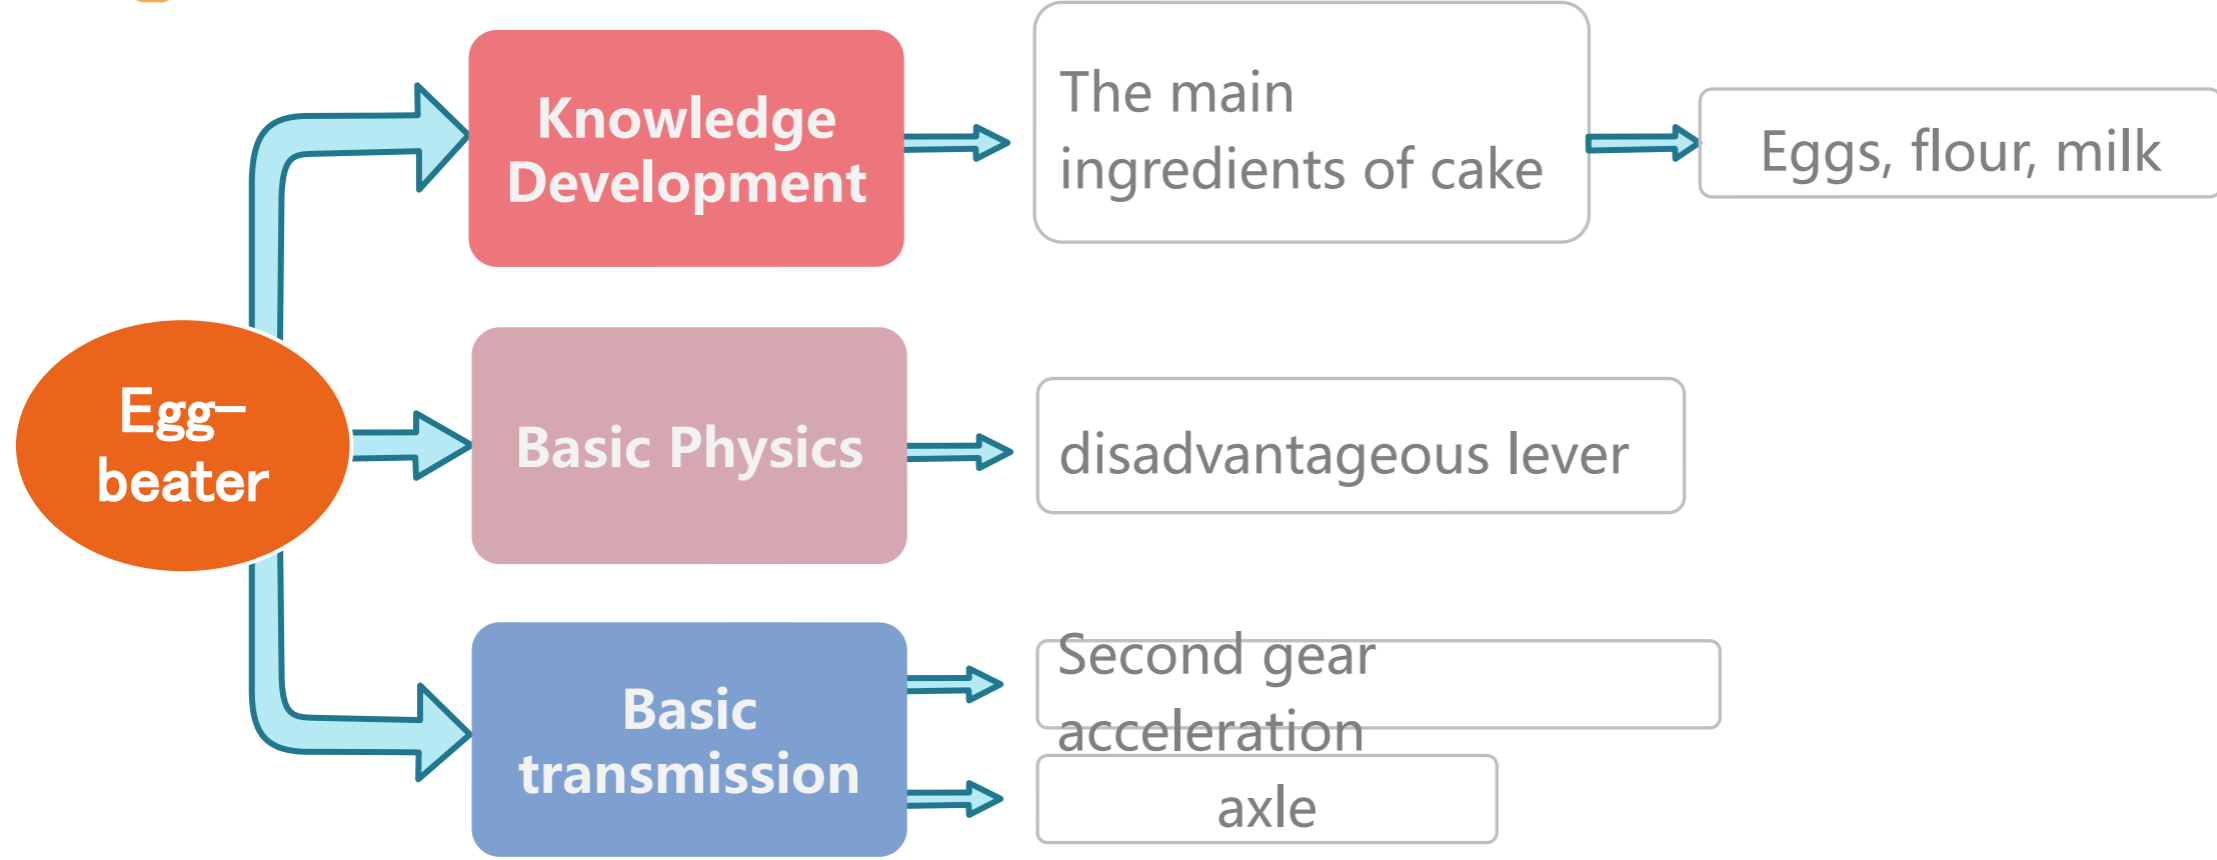 Knowledge
Development
The main
ingredients of cake
Eggs, flour, milk
Egg-
beater
Basic Physics
disadvantageous lever
Basic
transmission
Second gear
acceleration
axle